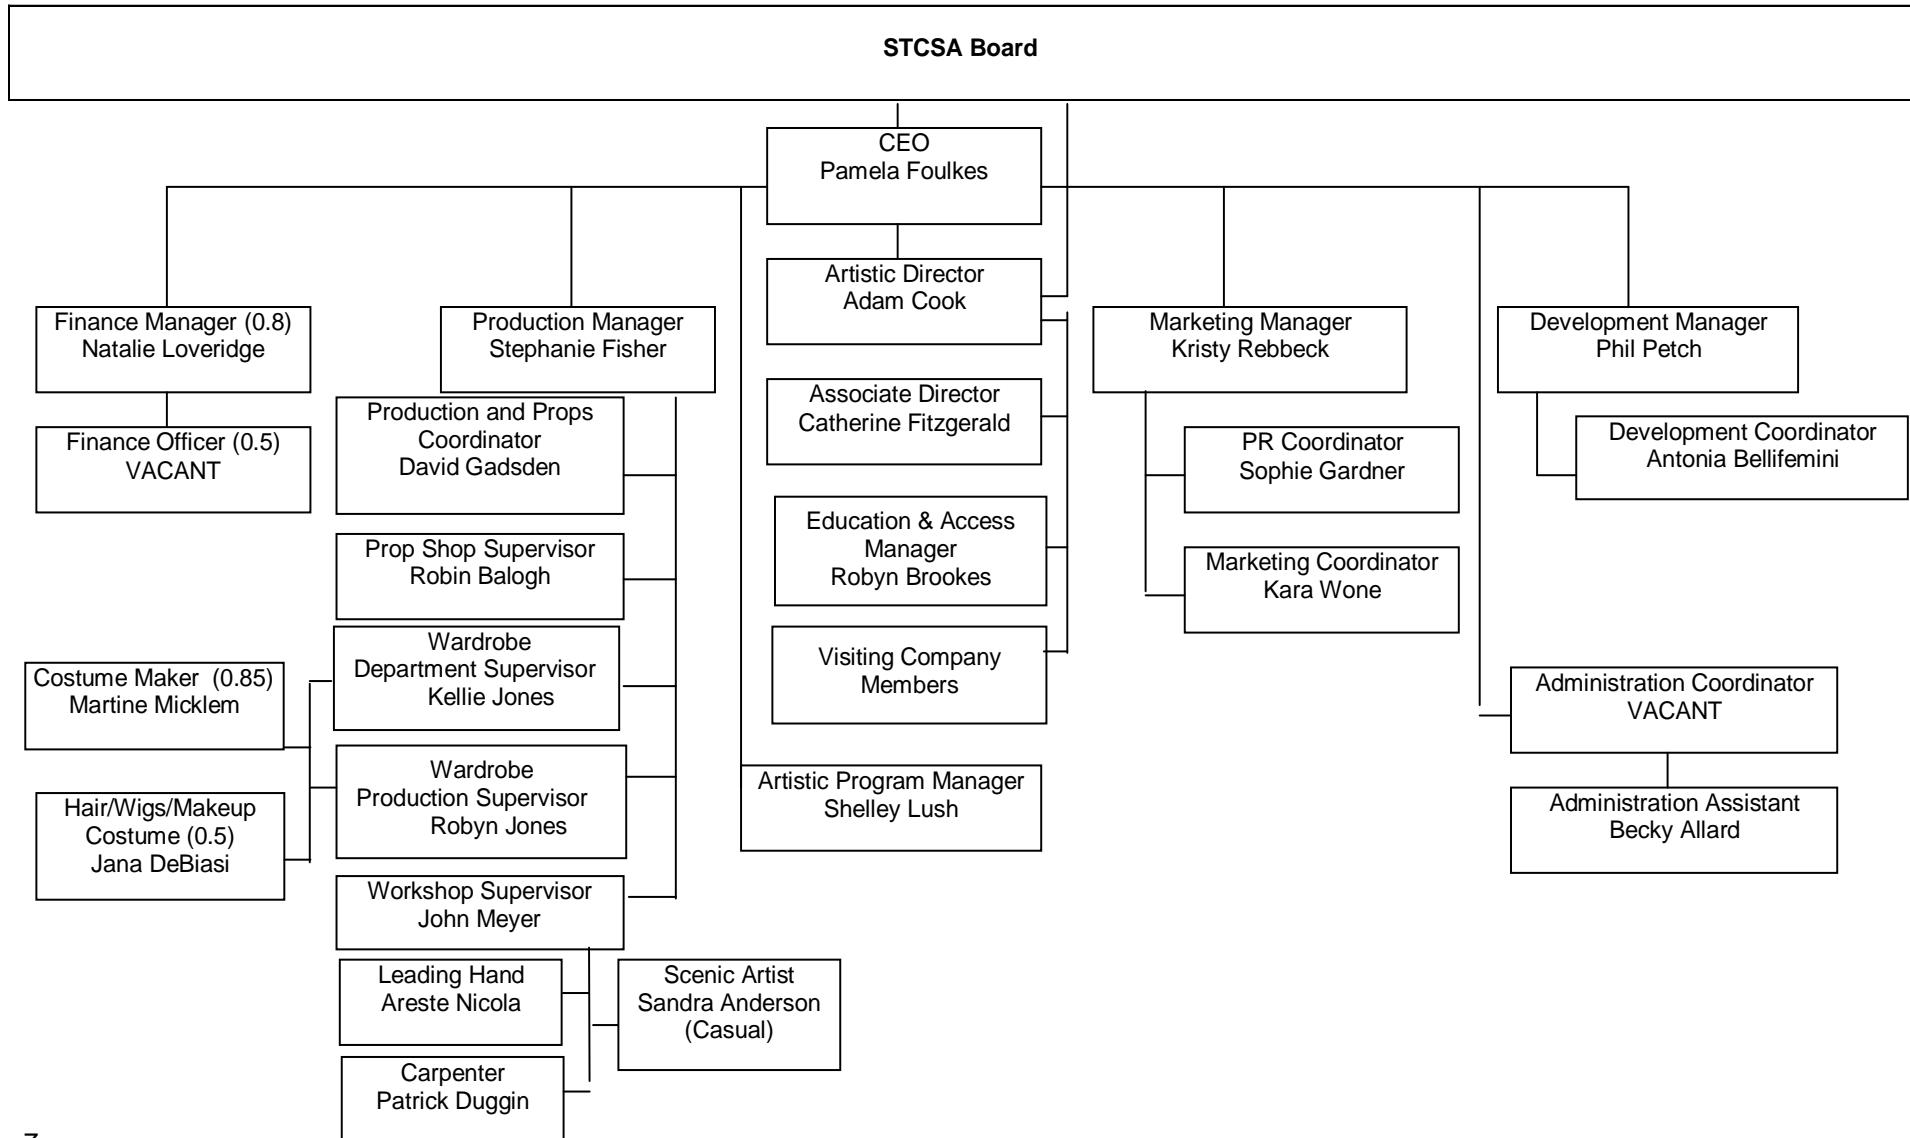 STCSA Board
CEO
Pamela Foulkes
Artistic Director
Adam Cook
Finance Manager (0.8)
Natalie Loveridge
Production Manager
Stephanie Fisher
Marketing Manager
Kristy Rebbeck
Development Manager
Phil Petch
Finance Officer (0.5)
VACANT
Production and Props
Coordinator
David Gadsden
Associate Director
Catherine Fitzgerald
PR Coordinator
Sophie Gardner
Development Coordinator
Antonia Bellifemini
Prop Shop Supervisor
Robin Balogh
Education & Access
Manager
Robyn Brookes
Marketing Coordinator
Kara Wone
Costume Maker (0.85)
Martine Micklem
Wardrobe
Department Supervisor
Kellie Jones
Visiting Company
Members
Administration Coordinator
VACANT
Hair/Wigs/Makeup
Costume (0.5)
Jana DeBiasi
Wardrobe
Production Supervisor
Robyn Jones
Artistic Program Manager
Shelley Lush
Administration Assistant
Becky Allard
Workshop Supervisor
John Meyer
Leading Hand
Areste Nicola
Scenic Artist
Sandra Anderson
(Casual)
Carpenter
Patrick Duggin